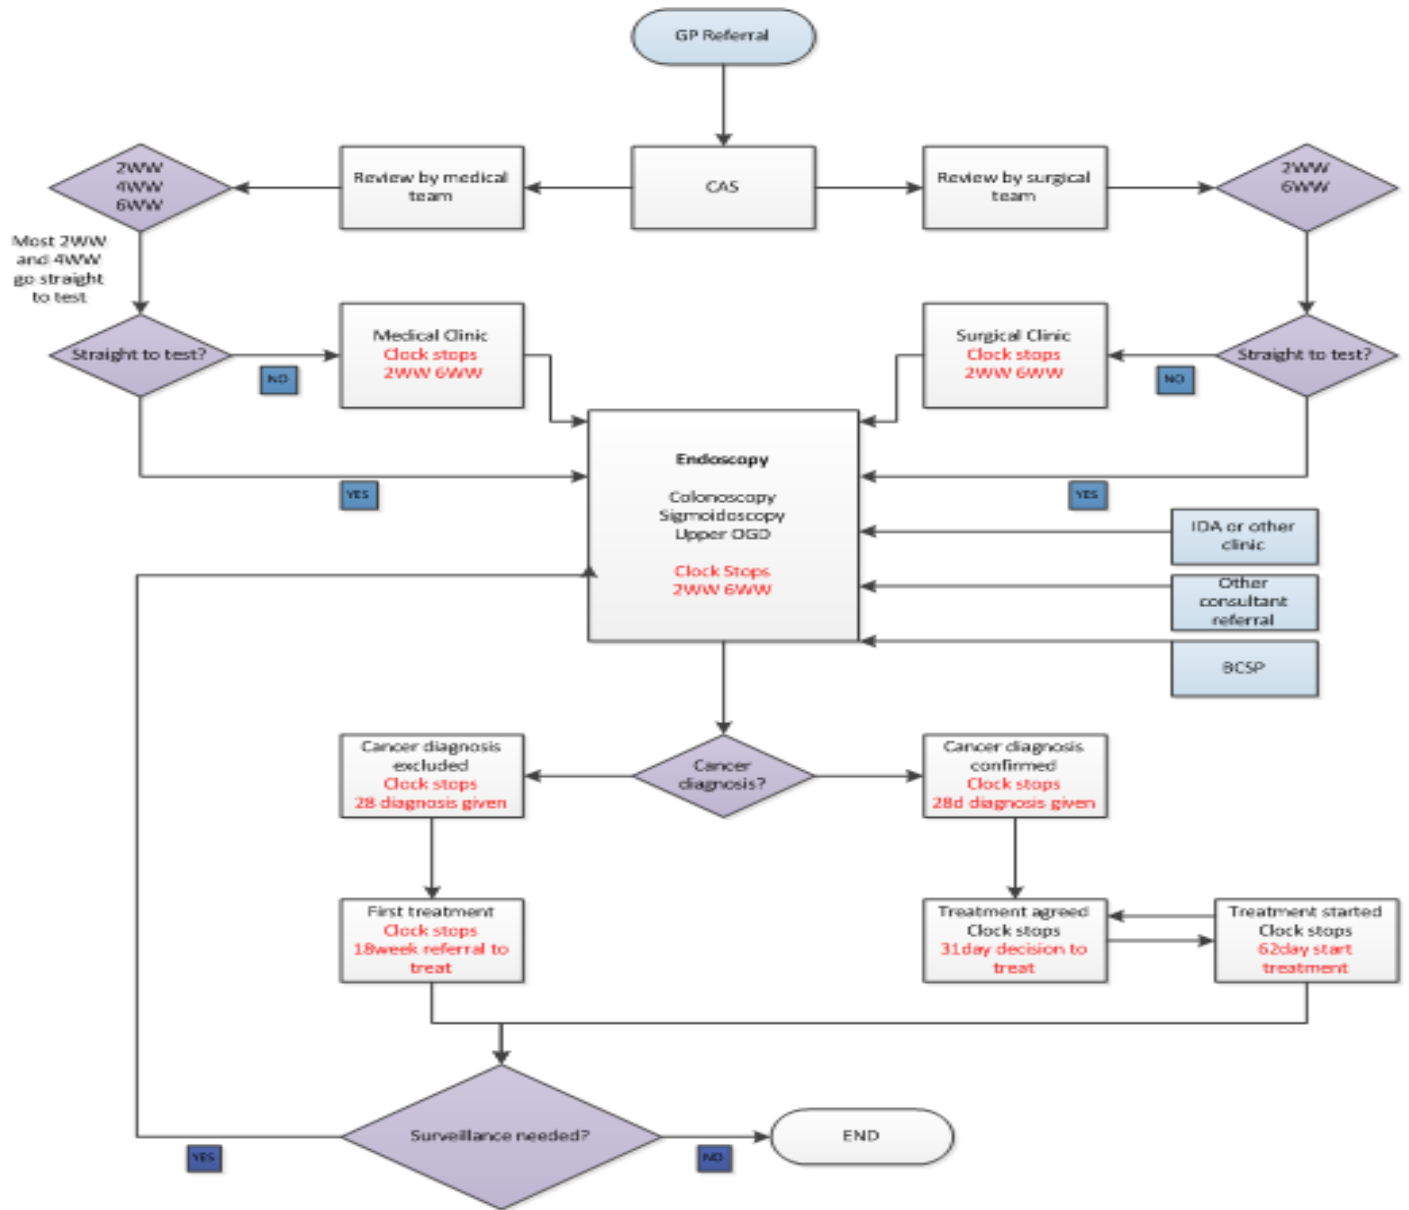 GP Referral
2WW
4WW
6WW
Review by medical
team
CAS
Review by surgical
team
2WW
6WW
Most 2WW
and 4WW
go straight
to test
Straight to test?
NO
Medical Clinic
Clock stops
2WW 6WW
Surgical Clinic
Clock stops
2WW 6WW
NO
Straight to test?
YES
Endoscopy
Colonoscopy
Sigmoidoscopy
Upper OGD
Clock Stops
2WW 6WW
YES
IDA or other
clinic
Other
consultant
referral
BCSP
Cancer diagnosis
excluded
Clock stops
28 diagnosis given
Cancer
diagnosis?
Cancer diagnosis
confirmed
Clock stops
28d diagnosis given
First treatment
Clock stops
18week referral to
treat
Treatment agreed
Clock stops
31day decision to
treat
Treatment started
Clock stops
62day start
treatment
Surveillance needed?
YES
NO
END